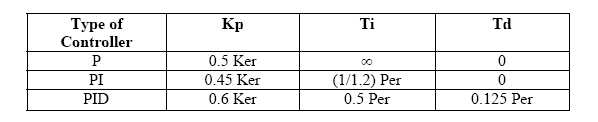 Type of Controller Kp Ti Td
P 0.5 Ker ∞ 0
PI 0.45 Ker (1/1.2) Per 0
PID 0.6 Ker 0.5 Per 0.125 Per